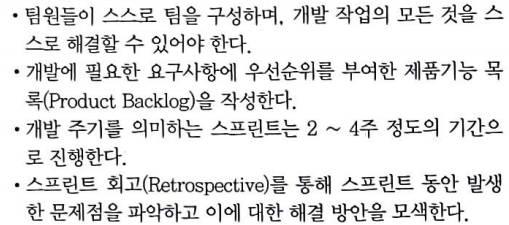 • 팀원들이 스스로 팀을 구성하며, 개발 작업의 모든 것을 스
스로 해결할 수 있어야 한다.
• 개발에 필요한 요구사항에 우선순위를 부여한 제품기능 목
록(Product Backlog)을 작성한다.
• 개발 주기를 의미하는 스프린트는 2 ~ 4주 정도의 기간으
로 진행한다.
• 스프린트 회고(Retrospective)를 통해 스프린트 동안 발생
한 문제점을 파악하고 이에 대한 해결 방안을 모색한다.